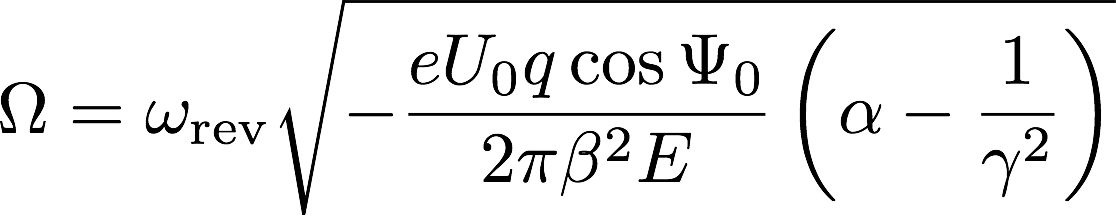 Ω = ω_rev √(−(eU₀q cos Ψ₀)/(2πβ²E) (α − 1/γ²))